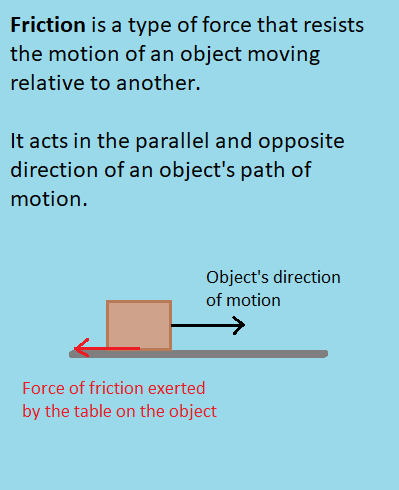 Friction is a type of force that resists
the motion of an object moving
relative to another.
It acts in the parallel and opposite
direction of an object's path of
motion.
Object's direction
of motion
Force of friction exerted
by the table on the object